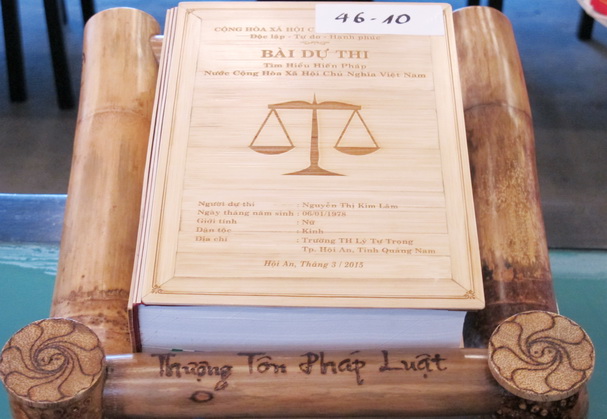 46-10
CỘNG HÒA XÃ HỘI C
Độc lập - Tự do - Hạnh phúc
BÀI DỰ THI
Tìm Hiểu Hiến Pháp
Nước Cộng Hòa Xã Hội Chủ Nghĩa Việt Nam
Người dự thi : Nguyễn Thị Kim Lâm
Ngày tháng năm sinh : 06/01/1978
Giới tính : Nữ
Dân tộc : Kinh
Địa chỉ : Trường TH Lý Tự Trọng
Tp. Hội An, Tỉnh Quảng Nam
Hội An, Tháng 3 / 2015
Thượng Tôn Pháp Luật